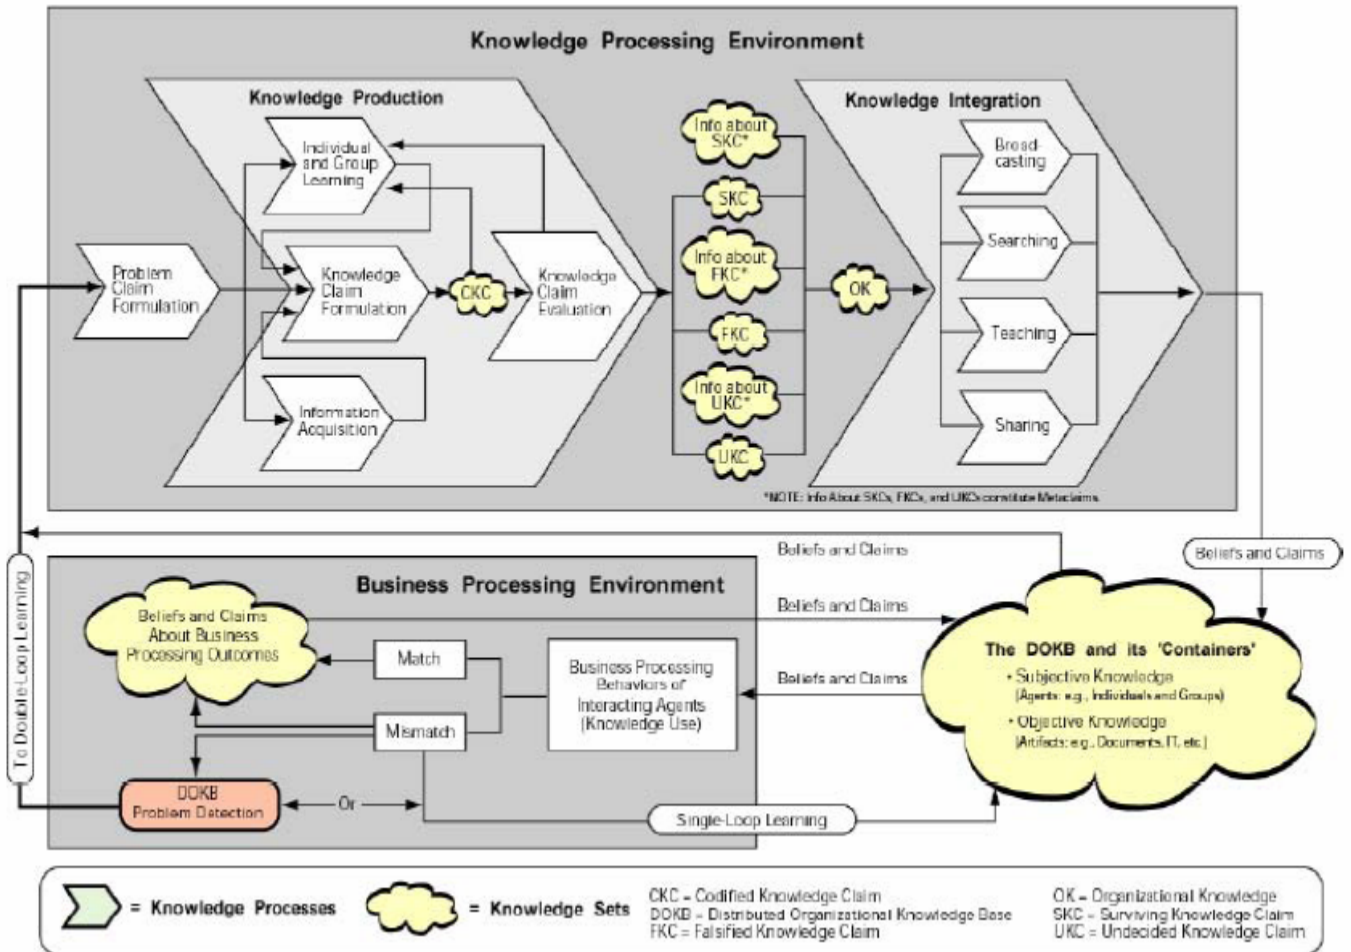 Knowledge Processing Environment
Knowledge Production
Individual
and Group
Learning
Problem
Claim
Formulation
Knowledge
Claim
Formulation
CKC
Knowledge
Claim
Evaluation
Information
Acquisition
Info about
SKC*
SKC
Info about
FKC*
FKC
Info about
UKC*
UKC
OK
Knowledge Integration
Broad-
casting
Searching
Teaching
Sharing
*NOTE: Info About SKCs, FKCs, and UKCs constitute Metaclaims.
Beliefs and Claims
Beliefs and Claims
To Double-Loop Learning
Business Processing Environment
Beliefs and Claims
About Business
Processing Outcomes
Match
Mismatch
Business Processing
Behaviors of
Interacting Agents
(Knowledge Use)
Beliefs and Claims
Beliefs and Claims
The DOKB and its 'Containers'
• Subjective Knowledge
(Agents: e.g., Individuals and Groups)
• Objective Knowledge
(Artifacts: e.g., Documents, IT, etc.)
DOKB
Problem Detection
Or
Single-Loop Learning
= Knowledge Processes
= Knowledge Sets
CKC = Codified Knowledge Claim
DOKB = Distributed Organizational Knowledge Base
FKC = Falsified Knowledge Claim
OK = Organizational Knowledge
SKC = Surviving Knowledge Claim
UKC = Undecided Knowledge Claim